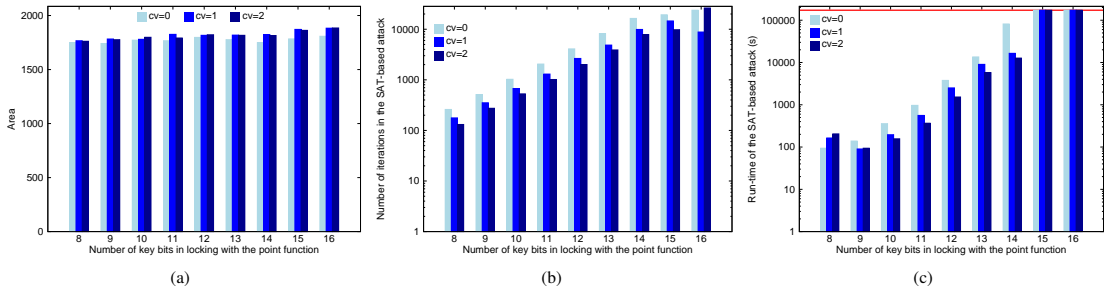 2000
1500
1000
500
0
Area
cv=0 cv=1 cv=2
8 9 10 11 12 13 14 15 16
Number of key bits in locking with the point function
(a)
10000
1000
100
10
1
Number of iterations in the SAT-based attack
cv=0
cv=1
cv=2
8 9 10 11 12 13 14 15 16
Number of key bits in locking with the point function
(b)
100000
10000
1000
100
10
1
Run-time of the SAT-based attack (s)
cv=0
cv=1
cv=2
8 9 10 11 12 13 14 15 16
Number of key bits in locking with the point function
(c)